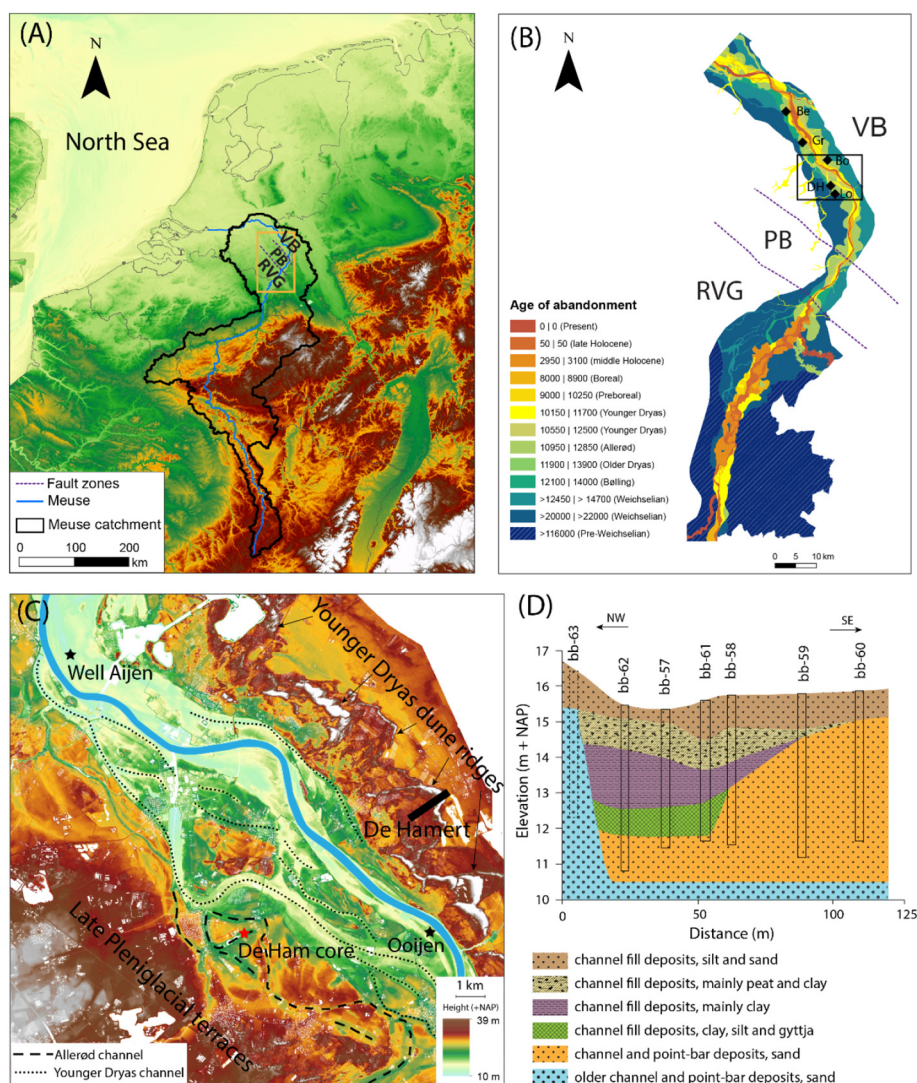 (A)
N
North Sea
VB
PB
RVG
Fault zones
Meuse
Meuse catchment
0 100 200
km
(B)
N
Be
Gr
VB
Bo
DH
Lo
PB
RVG
Age of abandonment
0 | 0 (Present)
50 | 50 (late Holocene)
2950 | 3100 (middle Holocene)
8000 | 8900 (Boreal)
9000 | 10250 (Preboreal)
10150 | 11700 (Younger Dryas)
10550 | 12500 (Younger Dryas)
10950 | 12850 (Allerød)
11900 | 13900 (Older Dryas)
12100 | 14000 (Bølling)
>12450 | > 14700 (Weichselian)
>20000 | >22000 (Weichselian)
>116000 (Pre-Weichselian)
0 5 10 km
(C)
Well Aijen
Younger Dryas dune ridges
De Hamert
Late Pleniglacial terraces
De Ham core
Ooijen
1 km
Height (+NAP)
39 m
10 m
Allerød channel
Younger Dryas channel
(D)
NW
SE
bb-63
bb-62
bb-57
bb-61
bb-58
bb-59
bb-60
17
16
15
14
13
12
11
10
Elevation (m + NAP)
0 50 100 125
Distance (m)
channel fill deposits, silt and sand
channel fill deposits, mainly peat and clay
channel fill deposits, mainly clay
channel fill deposits, clay, silt and gyttja
channel and point-bar deposits, sand
older channel and point-bar deposits, sand